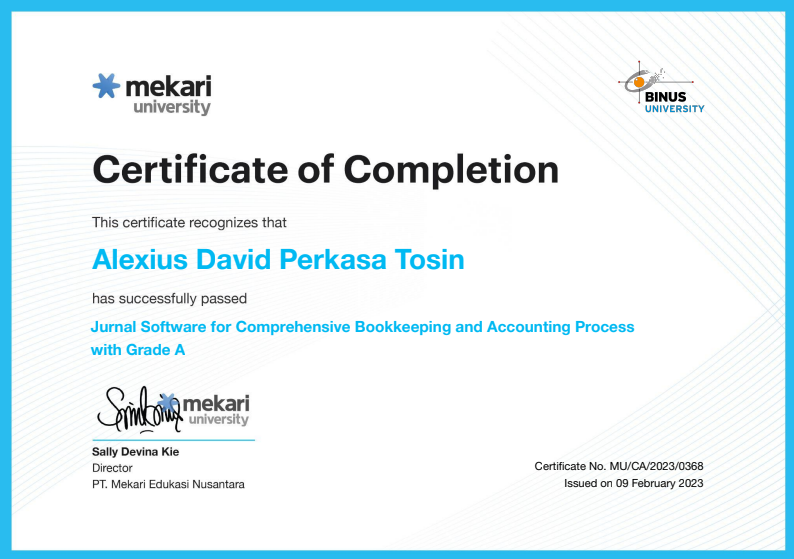 mekari
university
BINUS
UNIVERSITY
Certificate of Completion
This certificate recognizes that
Alexius David Perkasa Tosin
has successfully passed
Jurnal Software for Comprehensive Bookkeeping and Accounting Process
with Grade A
mekari
university
Sally Devina Kie
Director
PT. Mekari Edukasi Nusantara
Certificate No. MU/CA/2023/0368
Issued on 09 February 2023